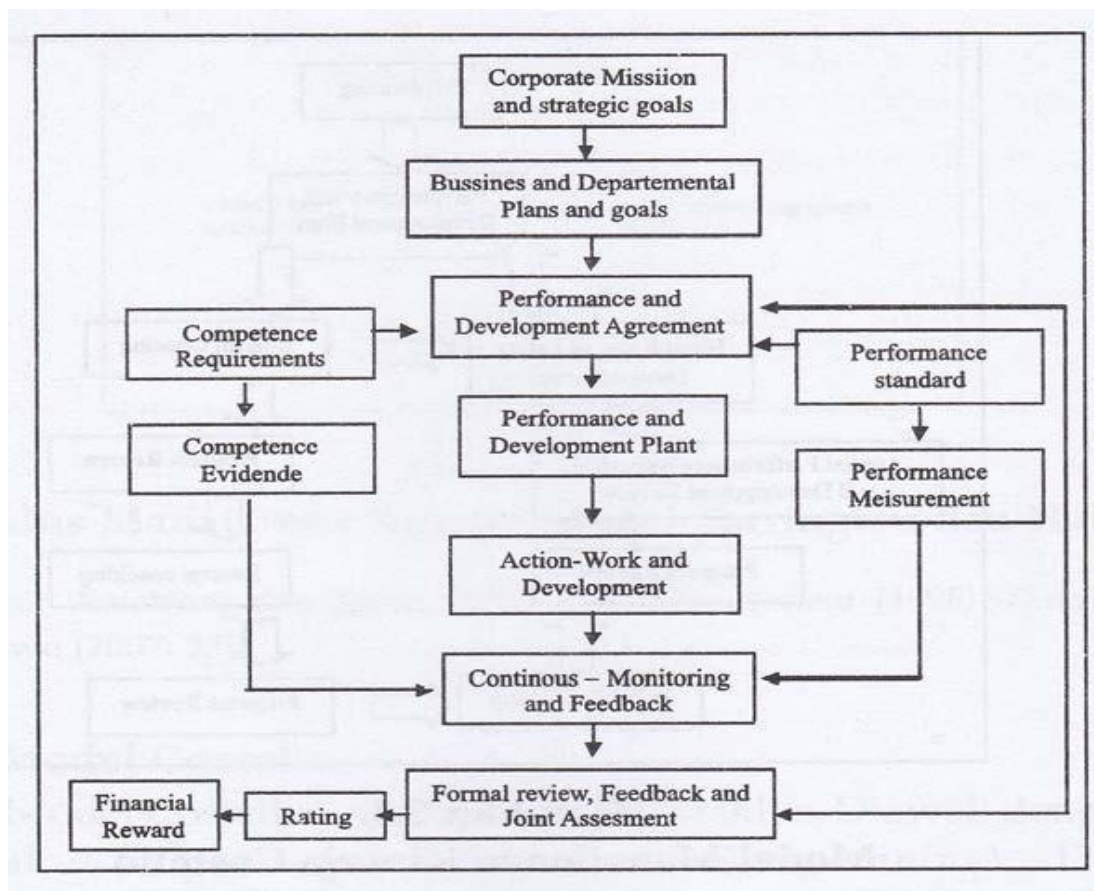 Corporate Missiion
and strategic goals
Bussines and Departemental
Plans and goals
Performance and
Development Agreement
Competence
Requirements
Performance
standard
Performance and
Development Plant
Competence
Evidende
Performance
Meisurement
Action-Work and
Development
Continous – Monitoring
and Feedback
Formal review, Feedback and
Joint Assesment
Rating
Financial
Reward